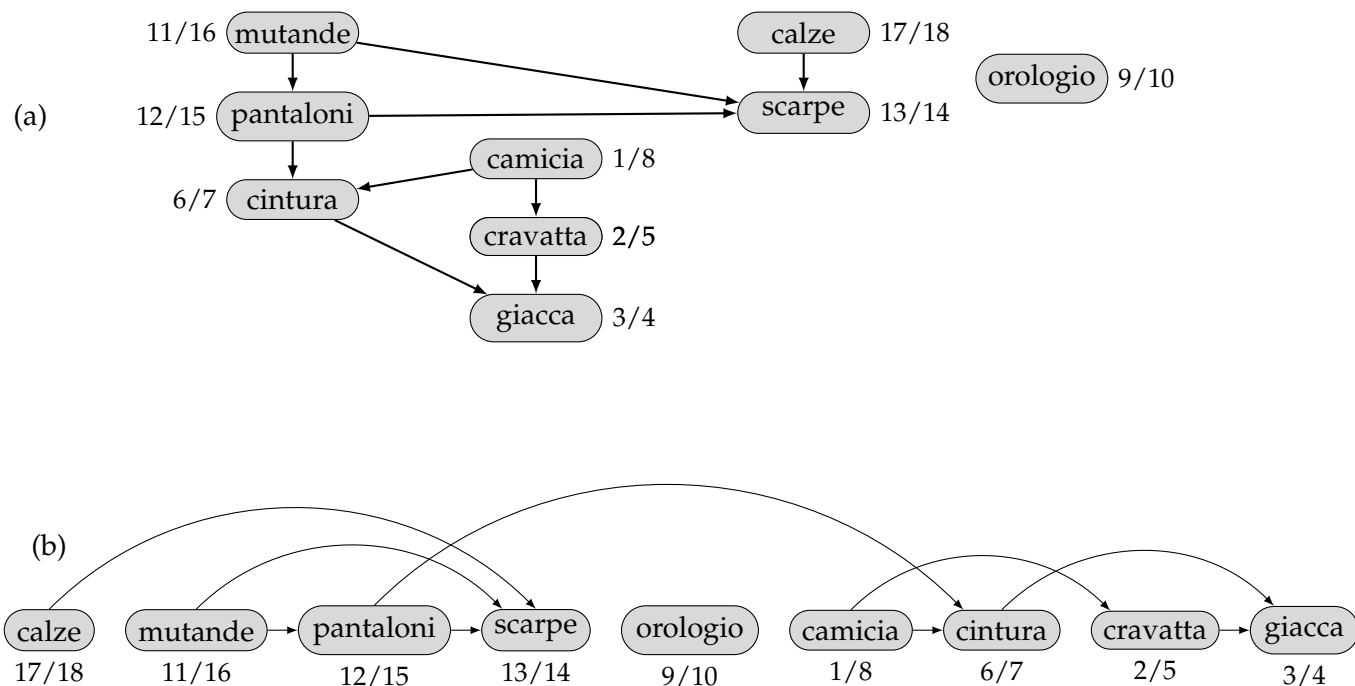 11/16 mutande calze 17/18
orologio 9/10
(a) 12/15 pantaloni scarpe 13/14
camicia 1/8
6/7 cintura
cravatta 2/5
giacca 3/4
(b)
calze mutande pantaloni scarpe orologio camicia cintura cravatta giacca
17/18 11/16 12/15 13/14 9/10 1/8 6/7 2/5 3/4